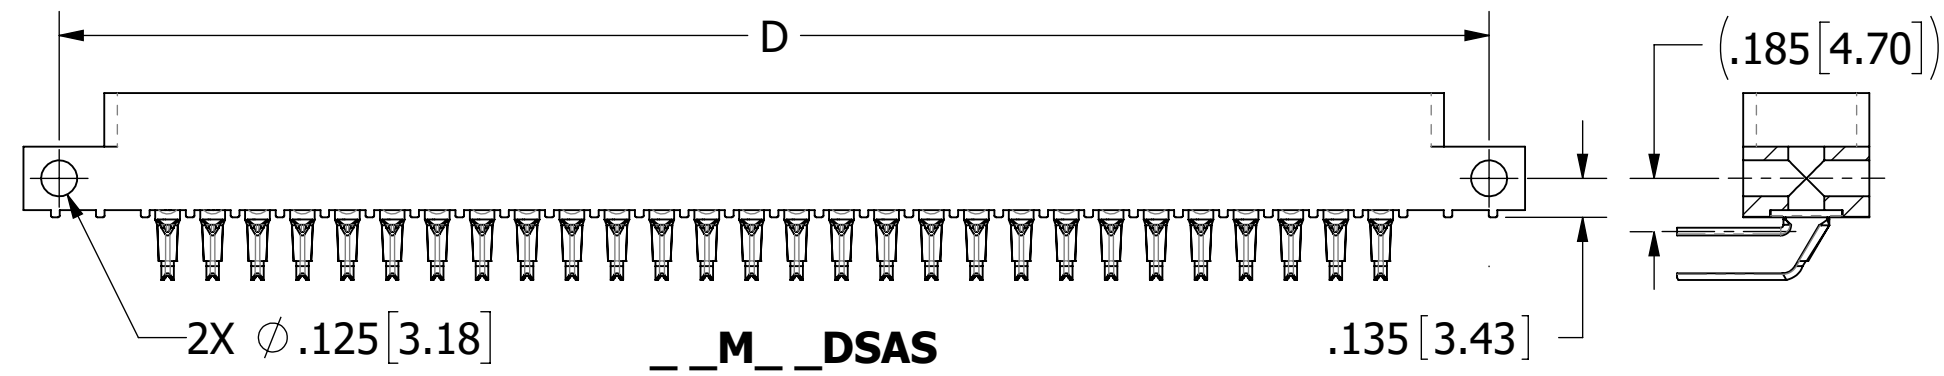 D
(.185[4.70])
2X ⌀.125[3.18]
_ _M_ _DSAS
.135[3.43]